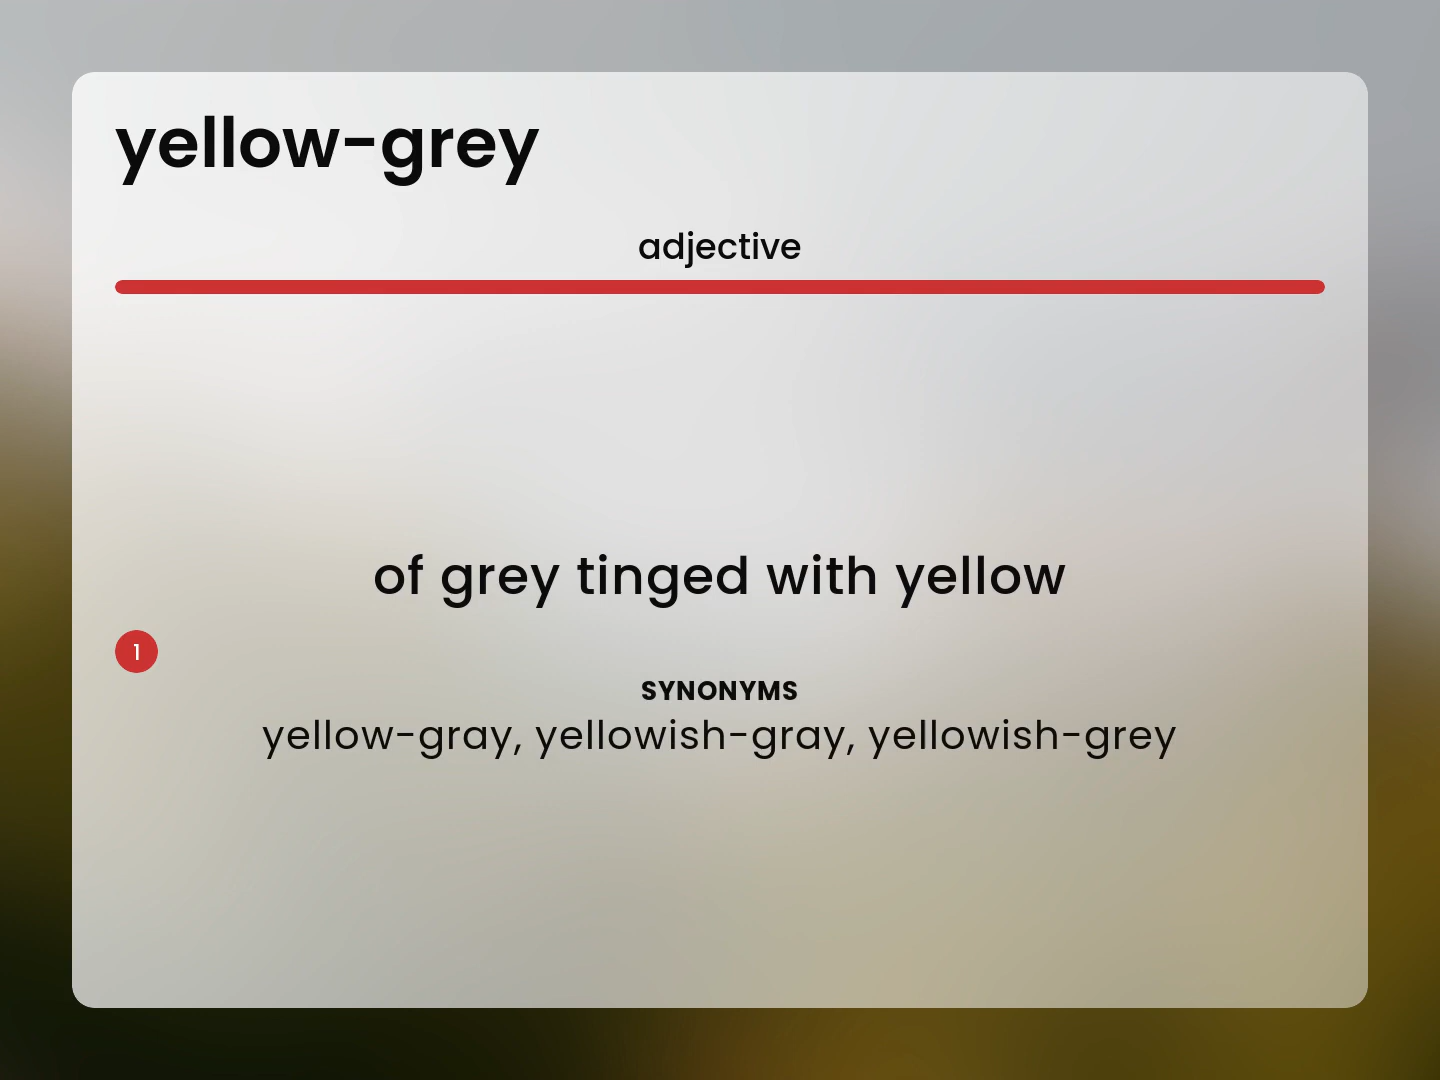 yellow-grey
adjective
of grey tinged with yellow
1
SYNONYMS
yellow-gray, yellowish-gray, yellowish-grey